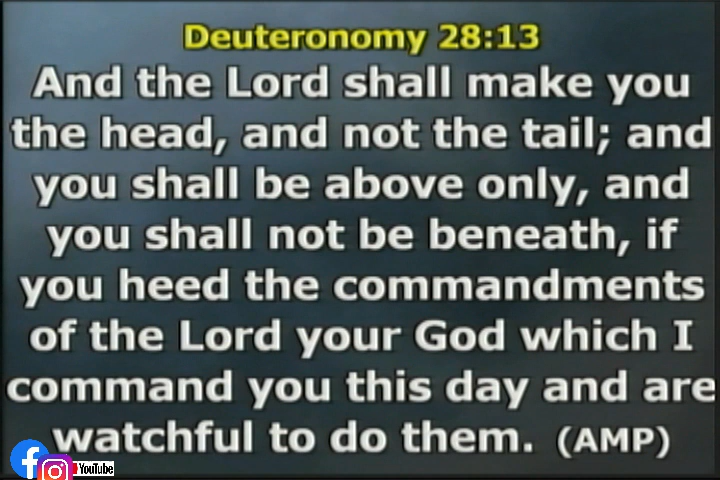 Deuteronomy 28:13
And the Lord shall make you
the head, and not the tail; and
you shall be above only, and
you shall not be beneath, if
you heed the commandments
of the Lord your God which I
command you this day and are
watchful to do them. (AMP)
YouTube